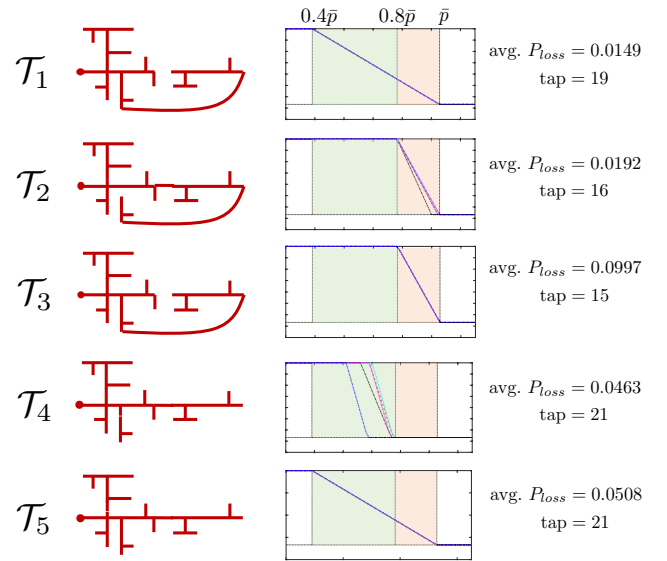 0.4p̄ 0.8p̄ p̄
𝒯₁ avg. P_loss = 0.0149
tap = 19
𝒯₂ avg. P_loss = 0.0192
tap = 16
𝒯₃ avg. P_loss = 0.0997
tap = 15
𝒯₄ avg. P_loss = 0.0463
tap = 21
𝒯₅ avg. P_loss = 0.0508
tap = 21